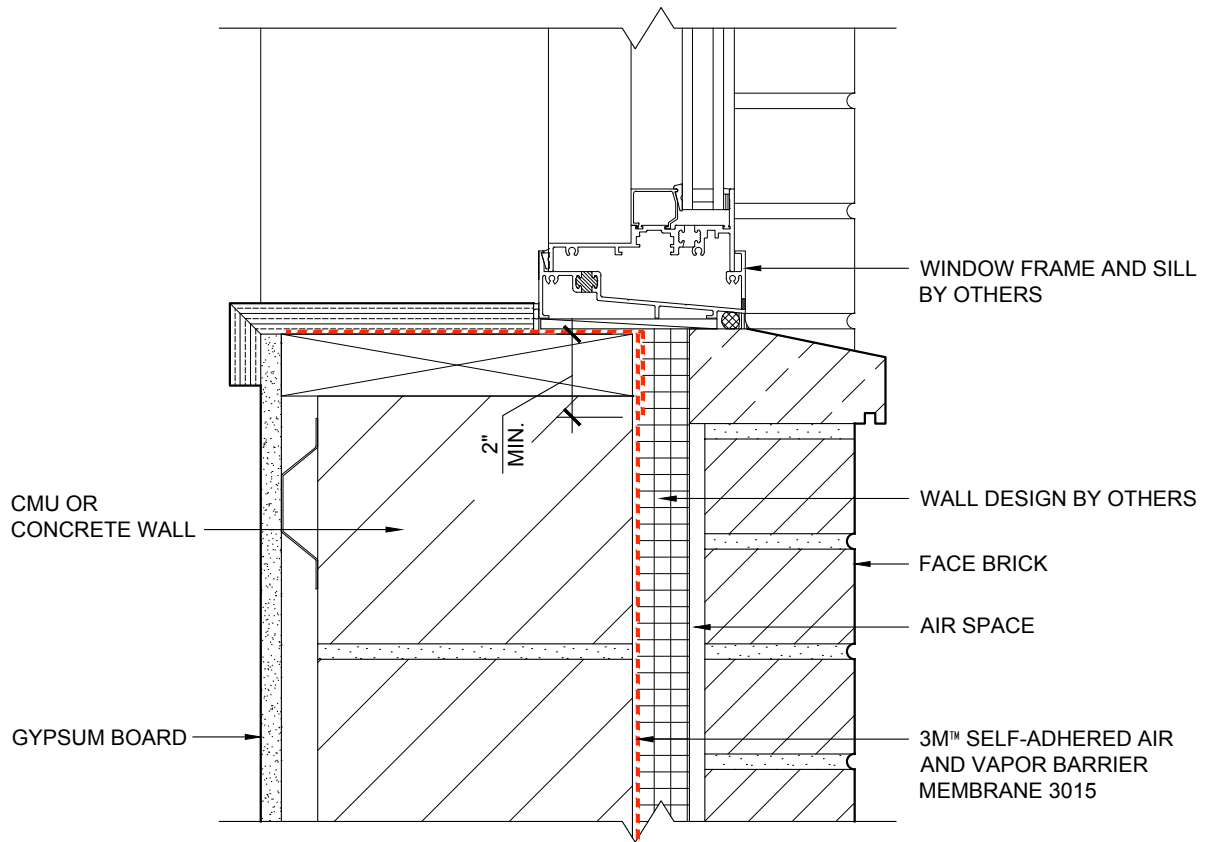 WINDOW FRAME AND SILL
BY OTHERS
2"
MIN.
CMU OR
CONCRETE WALL
WALL DESIGN BY OTHERS
FACE BRICK
AIR SPACE
GYPSUM BOARD
3M™ SELF-ADHERED AIR
AND VAPOR BARRIER
MEMBRANE 3015